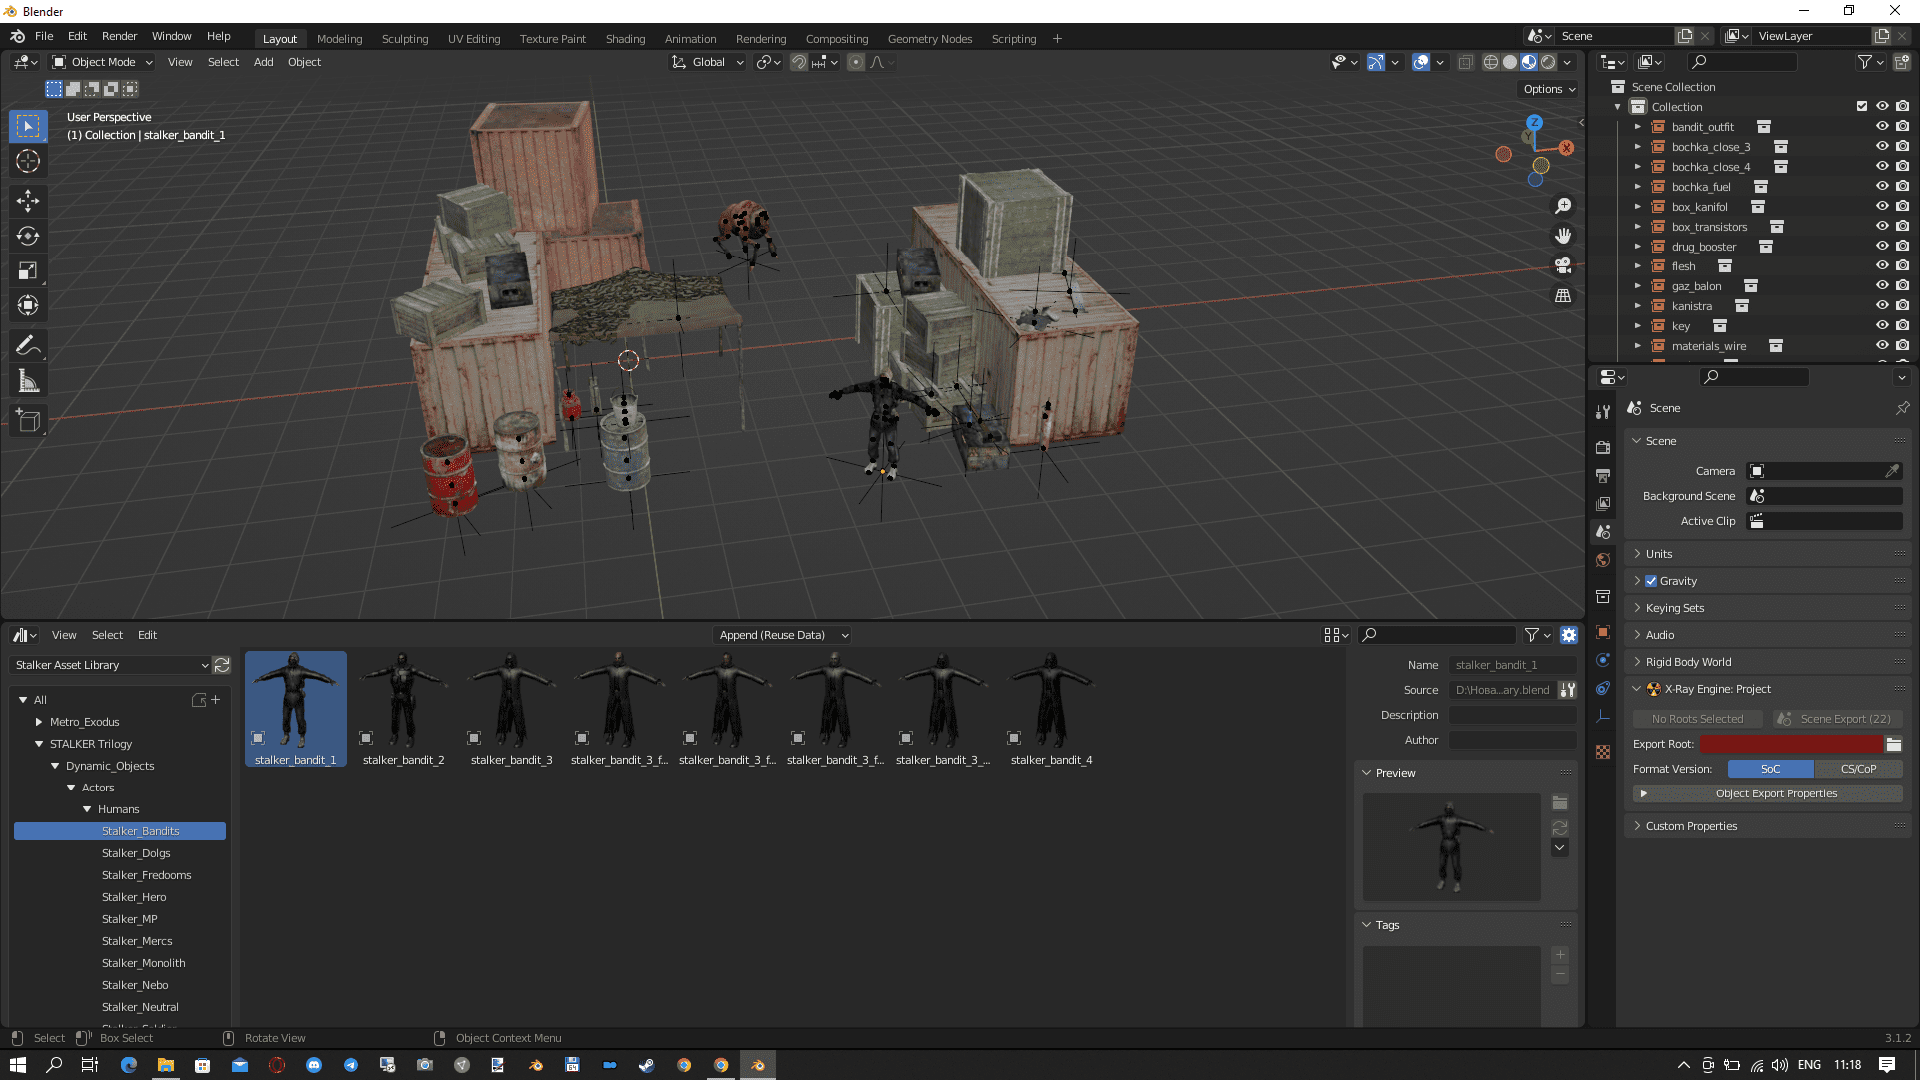 Blender
File Edit Render Window Help
Layout Modeling Sculpting UV Editing Texture Paint Shading Animation Rendering Compositing Geometry Nodes Scripting
Scene
ViewLayer
Object Mode View Select Add Object
Global
Options
User Perspective
(1) Collection | stalker_bandit_1
Z
Y
X
Scene Collection
Collection
bandit_outfit
bochka_close_3
bochka_close_4
bochka_fuel
box_kanifol
box_transistors
drug_booster
flesh
gaz_balon
kanistra
key
materials_wire
Scene
Scene
Camera
Background Scene
Active Clip
Units
Gravity
Keying Sets
Audio
Rigid Body World
X-Ray Engine: Project
No Roots Selected
Scene Export (22)
Export Root:
Format Version:
SoC
CS/CoP
Object Export Properties
Custom Properties
View Select Edit
Append (Reuse Data)
Stalker Asset Library
All
Metro_Exodus
STALKER Trilogy
Dynamic_Objects
Actors
Humans
Stalker_Bandits
Stalker_Dolgs
Stalker_Fredooms
Stalker_Hero
Stalker_MP
Stalker_Mercs
Stalker_Monolith
Stalker_Nebo
Stalker_Neutral
stalker_bandit_1
stalker_bandit_2
stalker_bandit_3
stalker_bandit_3_f...
stalker_bandit_3_f...
stalker_bandit_3_f...
stalker_bandit_3_...
stalker_bandit_4
Name stalker_bandit_1
Source D:\Нова...ary.blend
Description
Author
Preview
Tags
Select
Box Select
Rotate View
Object Context Menu
3.1.2
ENG
11:18